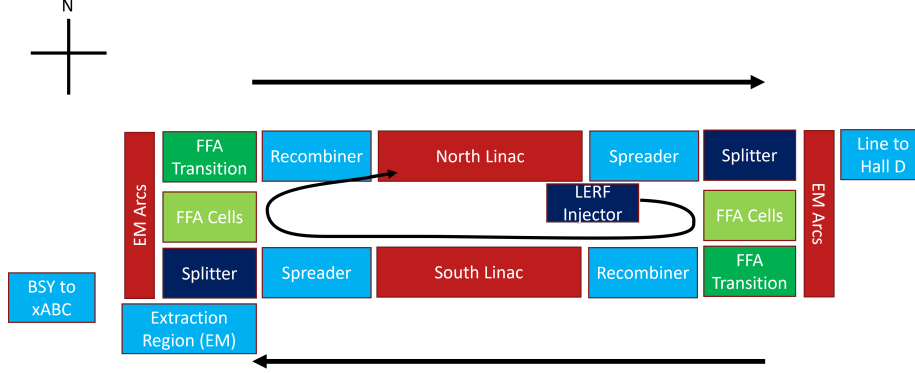 N
FFA
Transition
Recombiner
North Linac
Spreader
Splitter
Line to
Hall D
EM Arcs
FFA Cells
LERF
Injector
FFA Cells
EM Arcs
Splitter
Spreader
South Linac
Recombiner
FFA
Transition
BSY to
xABC
Extraction
Region (EM)